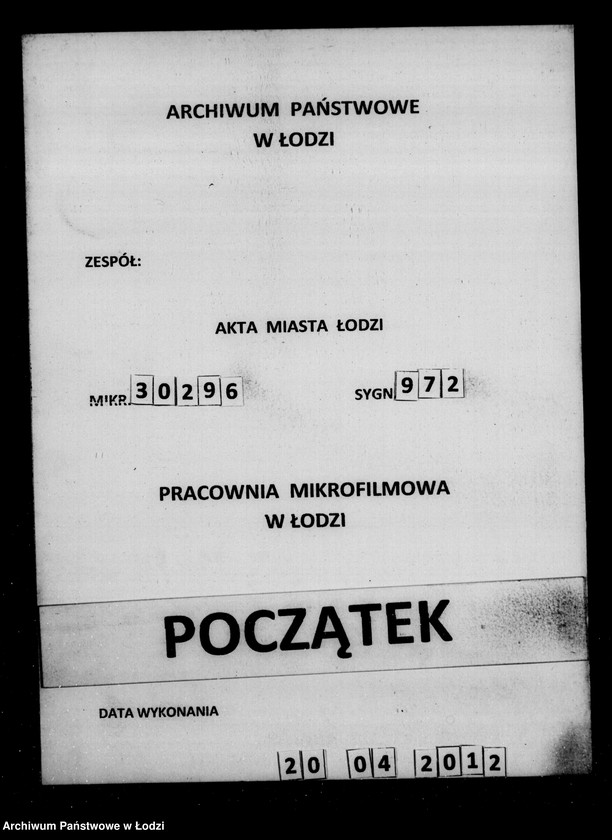 ARCHIWUM PAŃSTWOWE
W ŁODZI
ZESPÓŁ:
AKTA MIASTA ŁODZI
MIKR. 30296 SYGN. 972
PRACOWNIA MIKROFILMOWA
W ŁODZI
POCZĄTEK
DATA WYKONANIA
20 04 2012
Archiwum Państwowe w Łodzi